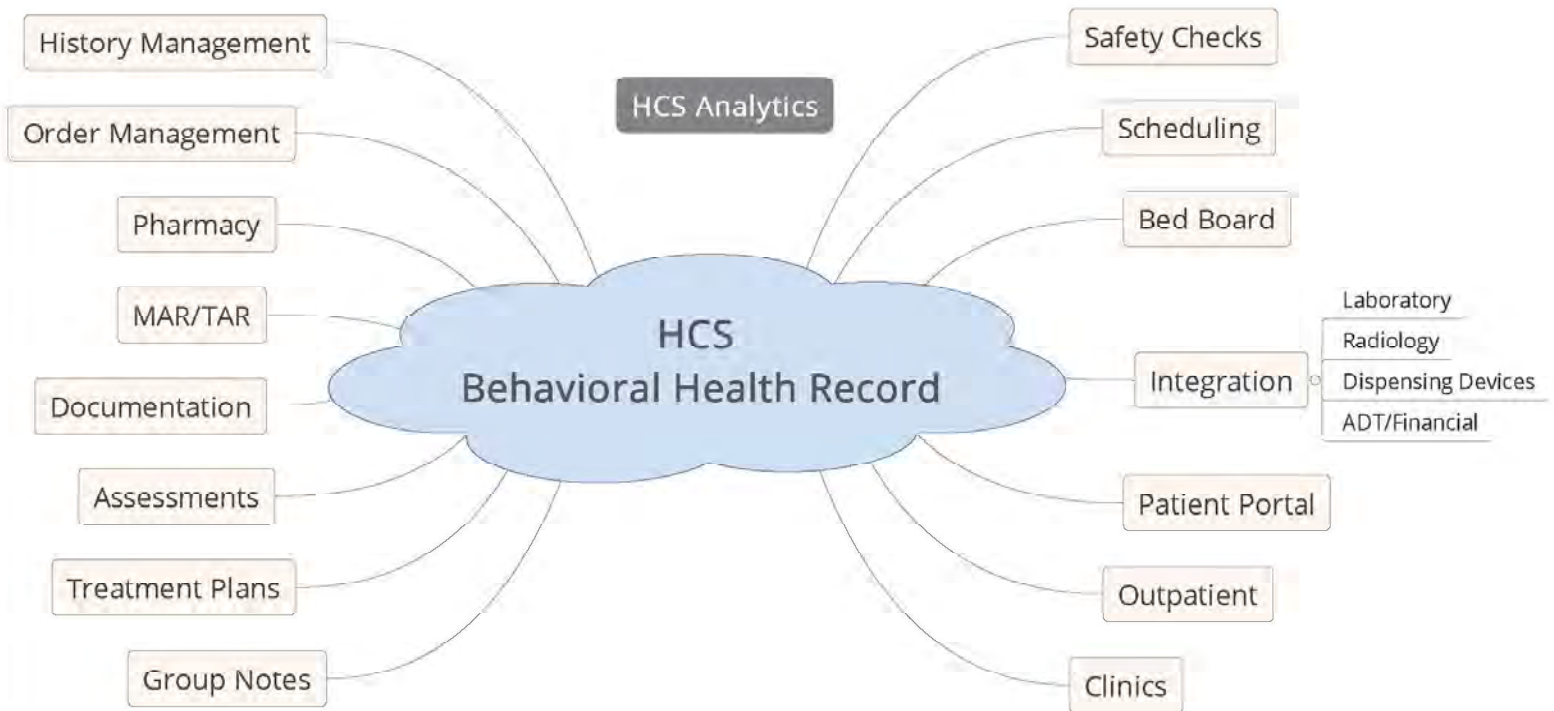 History Management
Order Management
Pharmacy
MAR/TAR
Documentation
Assessments
Treatment Plans
Group Notes
HCS Analytics
HCS
Behavioral Health Record
Safety Checks
Scheduling
Bed Board
Integration
Laboratory
Radiology
Dispensing Devices
ADT/Financial
Patient Portal
Outpatient
Clinics